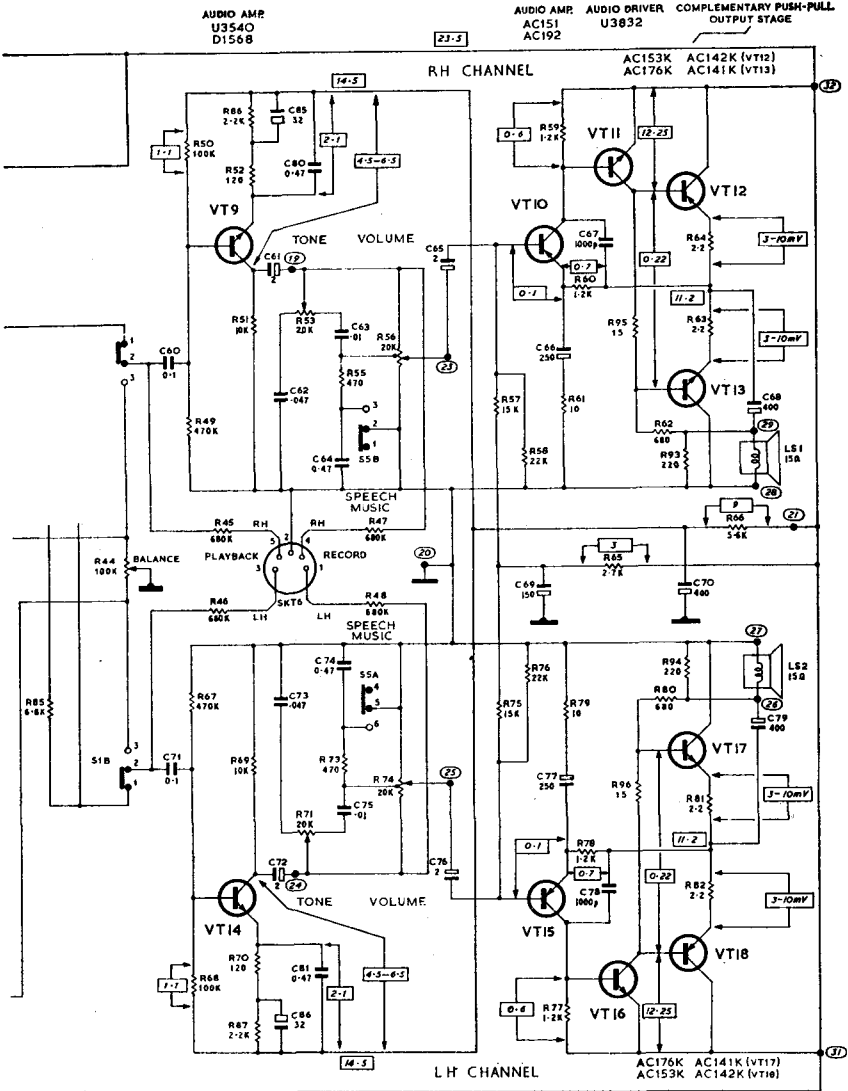 AUDIO AMP.
U3540
D1568
23·5
AUDIO AMP.
AC151
AC192
AUDIO DRIVER
U3832
COMPLEMENTARY PUSH-PULL
OUTPUT STAGE
RH CHANNEL
AC153K AC142K (VT12)
AC176K AC141K (VT13)
32
14·5
R86
2·2K
C85
32
R50
100K
1·1
2·1
C80
0·47
4·5–6·5
R52
120
VT9
R59
1·2K
0·6
VT11
12·25
VT12
VT10
C67
1000p
R64
2·2
3-10mV
TONE
VOLUME
C61
2
19
C65
2
0·7
R60
1·2K
0·22
0·1
11·2
R51
10K
R53
20K
C63
·01
R56
20K
23
C66
250
R95
15
R63
2·2
3-10mV
1
2
3
C60
0·1
C62
·047
R55
470
VT13
R57
15K
R61
10
C68
400
3
2
1
S5B
R49
470K
C64
0·47
R58
22K
R62
680
29
R93
220
LS1
15Ω
28
SPEECH
MUSIC
R45
680K
RH
5
2
4
RH
R47
680K
9
R66
5·6K
21
PLAYBACK
RECORD
20
R44
100K
BALANCE
3
1
SKT6
3
R65
2·7K
C69
150
C70
400
R46
680K
LH
LH
R48
680K
SPEECH
MUSIC
27
C74
0·47
S5A
4
5
6
R76
22K
R94
220
LS2
15Ω
R85
6·8K
R67
470K
C73
·047
R75
15K
R79
10
R80
680
26
C79
400
3
2
1
S1B
C71
0·1
R69
10K
R73
470
R74
20K
25
C77
250
VT17
R96
15
R81
2·2
3-10mV
R71
20K
C75
·01
11·2
R78
1·2K
0·1
C72
2
24
C76
2
0·7
C78
1000p
0·22
R82
2·2
3-10mV
TONE
VOLUME
VT14
VT15
VT18
R70
120
C81
0·47
4·5–6·5
1·1
R68
100K
2·1
0·6
R77
1·2K
VT16
12·25
R87
2·2K
C86
32
31
14·5
LH CHANNEL
AC176K AC141K (VT17)
AC153K AC142K (VT18)